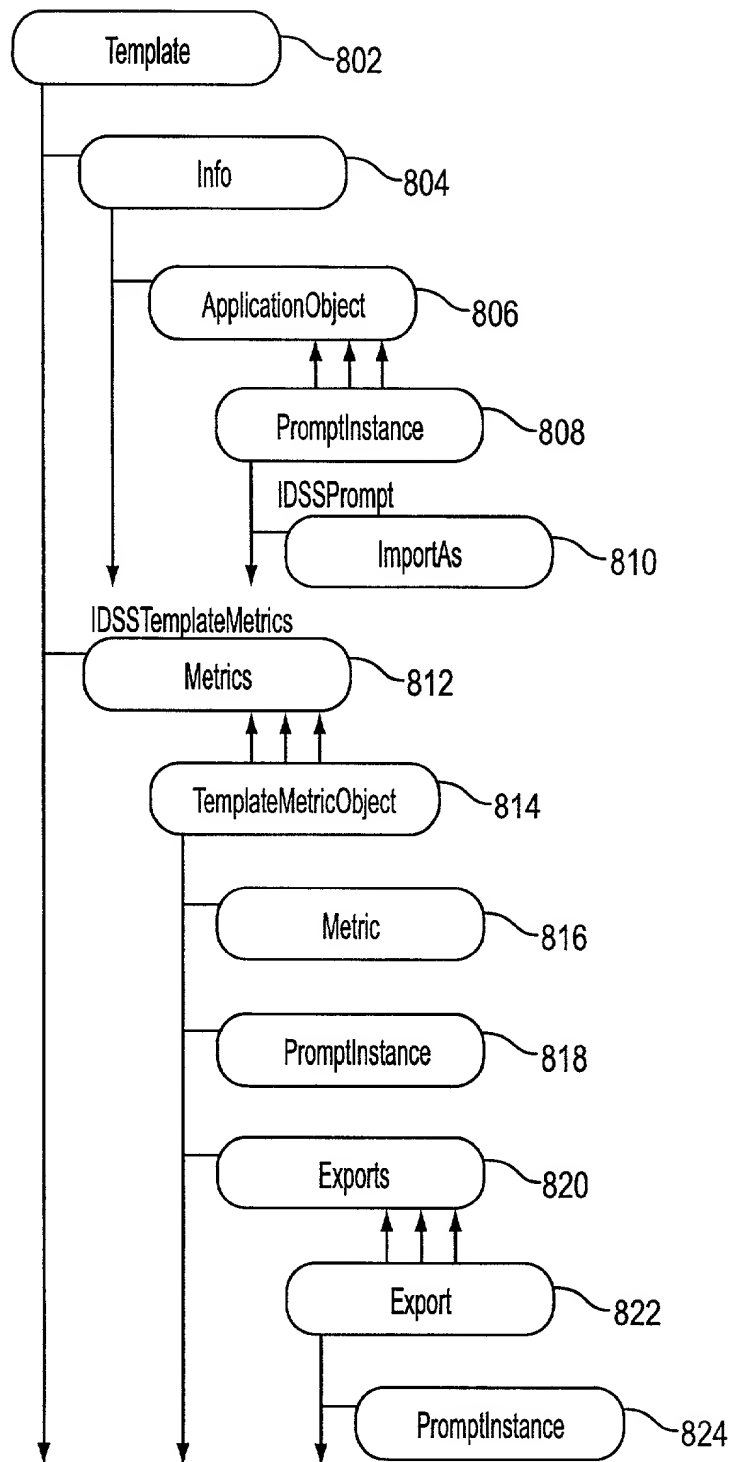 Template 802
Info 804
ApplicationObject 806
PromptInstance 808
IDSSPrompt
ImportAs 810
IDSSTemplateMetrics
Metrics 812
TemplateMetricObject 814
Metric 816
PromptInstance 818
Exports 820
Export 822
PromptInstance 824